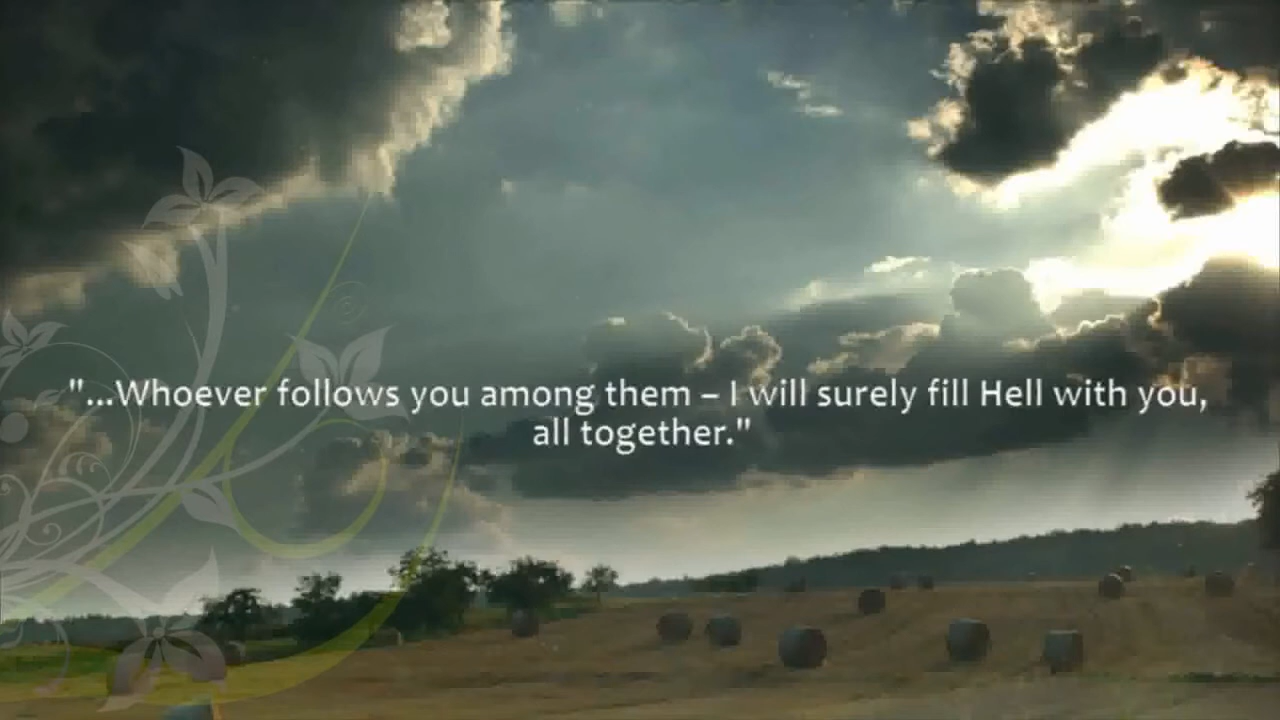 "...Whoever follows you among them – I will surely fill Hell with you,
all together."